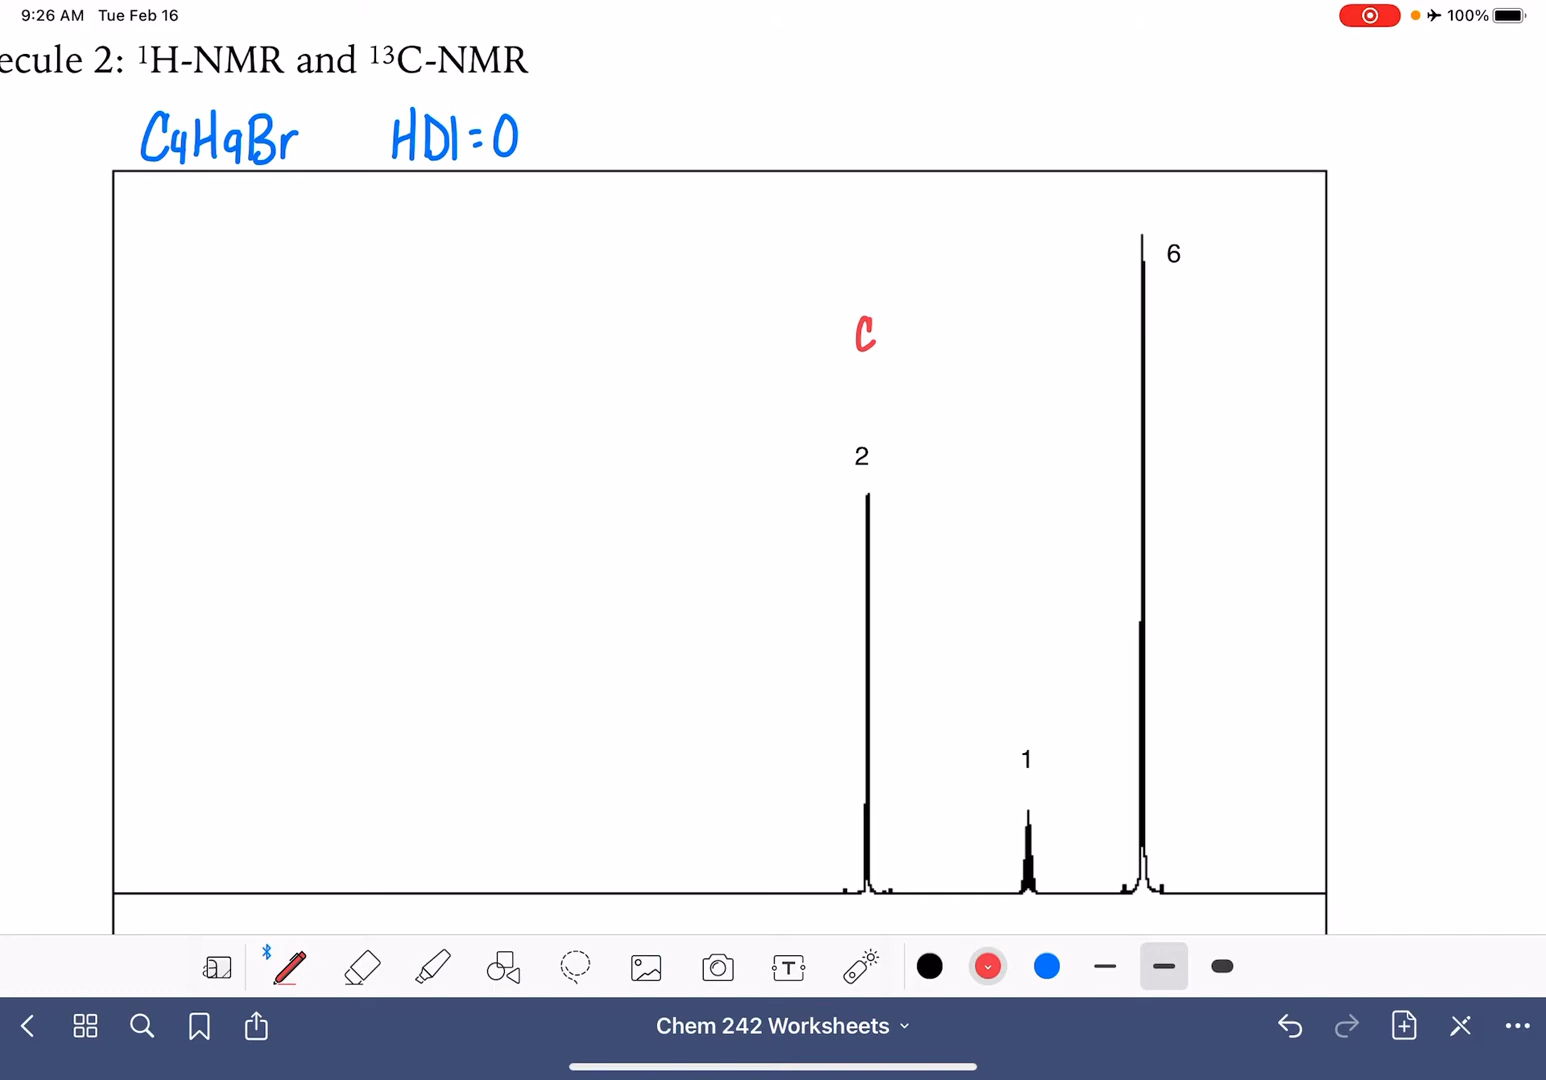 9:26 AM Tue Feb 16
100%
ecule 2: ¹H-NMR and ¹³C-NMR
C₄H₉Br HDI=0
6
C
2
1
a
T
Chem 242 Worksheets